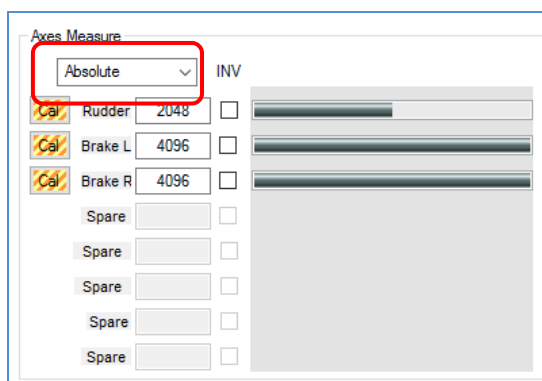 Axes Measure
Absolute INV
Cal Rudder 2048
Cal Brake L 4096
Cal Brake R 4096
Spare
Spare
Spare
Spare
Spare